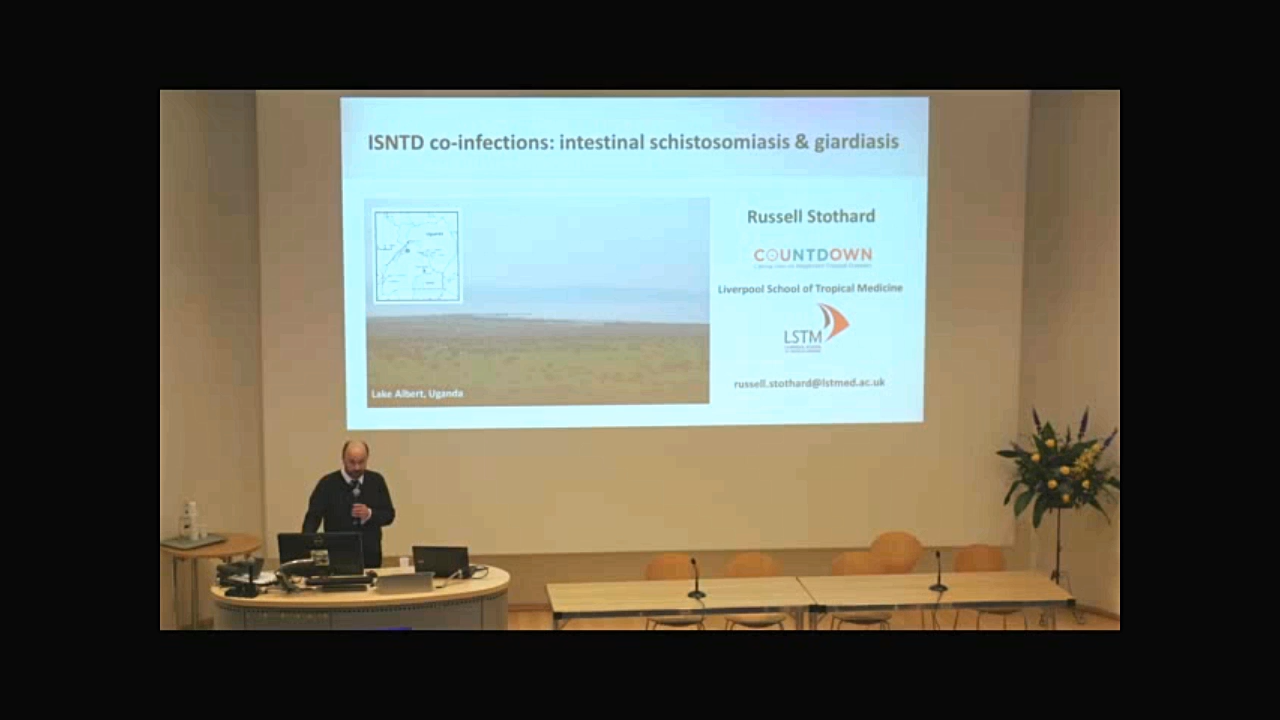 ISNTD co-infections: intestinal schistosomiasis & giardiasis
Russell Stothard
COUNTDOWN
Liverpool School of Tropical Medicine
LSTM
russell.stothard@lstmed.ac.uk
Lake Albert, Uganda